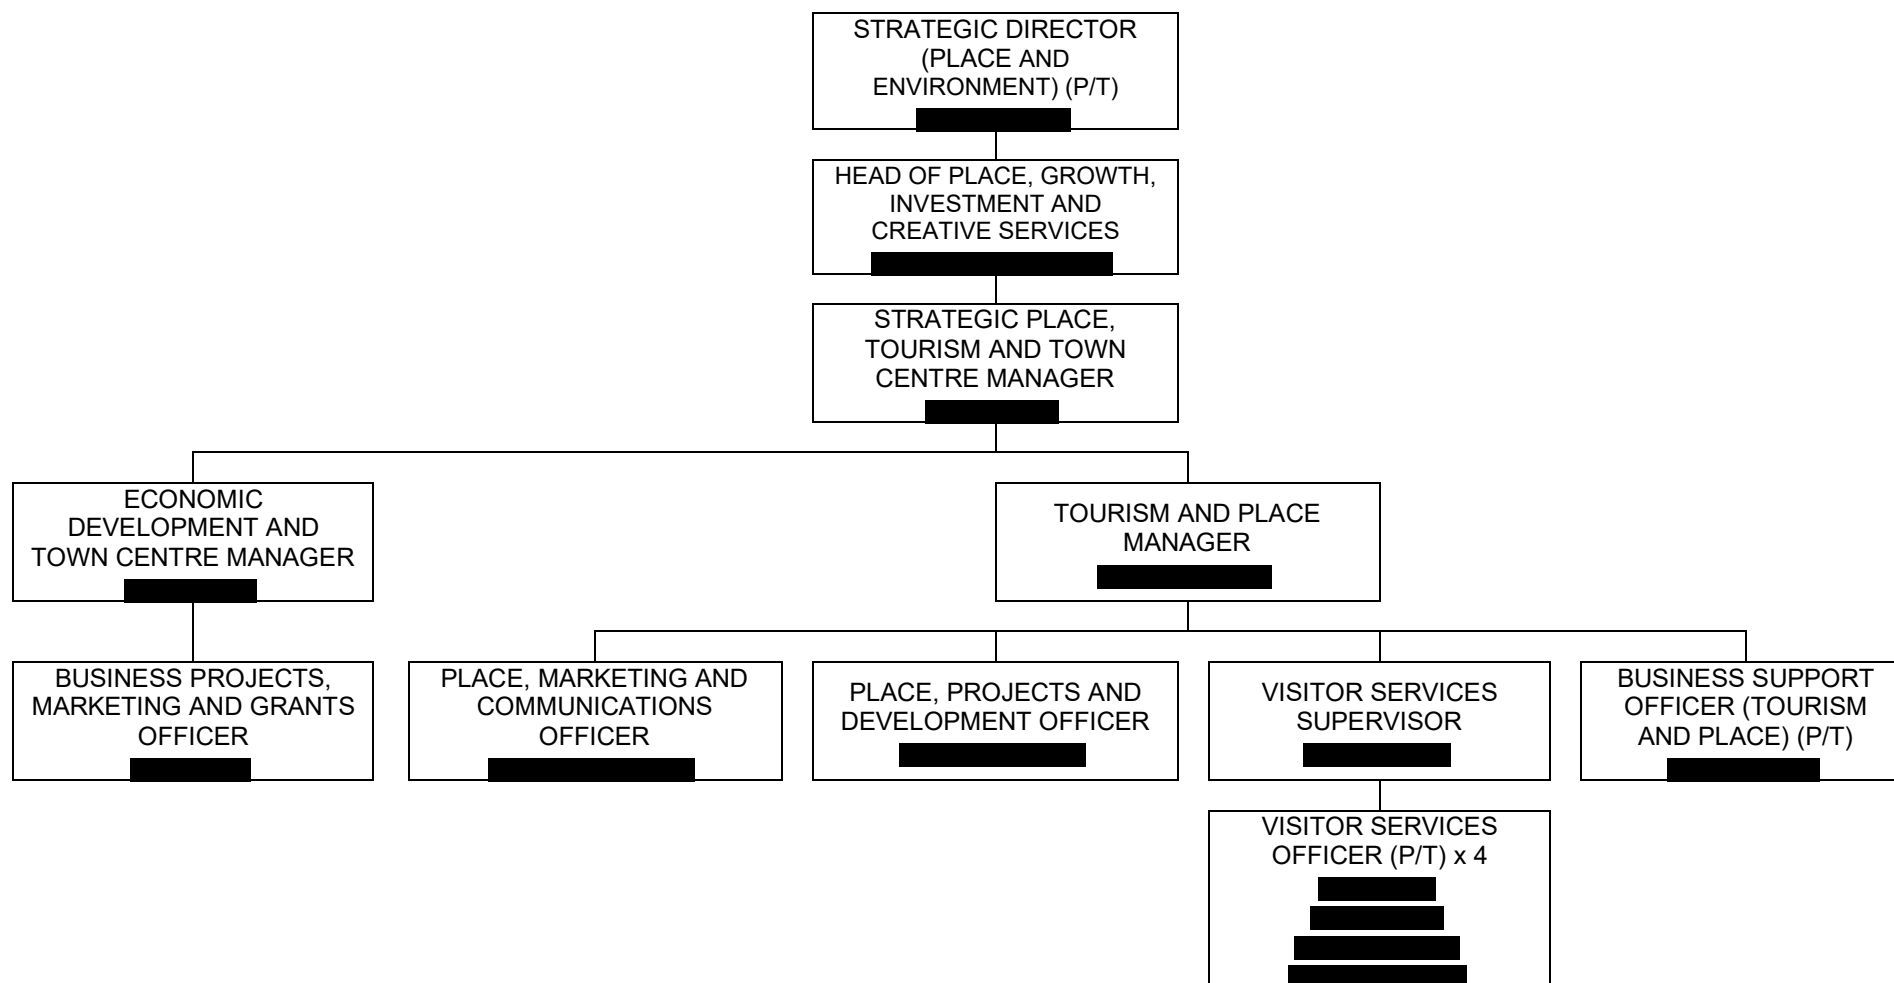 STRATEGIC DIRECTOR
(PLACE AND
ENVIRONMENT) (P/T)
HEAD OF PLACE, GROWTH,
INVESTMENT AND
CREATIVE SERVICES
STRATEGIC PLACE,
TOURISM AND TOWN
CENTRE MANAGER
ECONOMIC
DEVELOPMENT AND
TOWN CENTRE MANAGER
TOURISM AND PLACE
MANAGER
BUSINESS PROJECTS,
MARKETING AND GRANTS
OFFICER
PLACE, MARKETING AND
COMMUNICATIONS
OFFICER
PLACE, PROJECTS AND
DEVELOPMENT OFFICER
VISITOR SERVICES
SUPERVISOR
BUSINESS SUPPORT
OFFICER (TOURISM
AND PLACE) (P/T)
VISITOR SERVICES
OFFICER (P/T) x 4